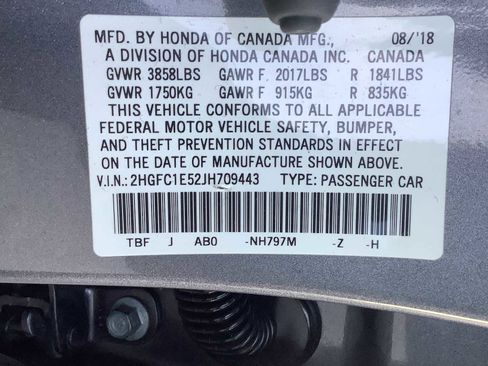 MFD. BY HONDA OF CANADA MFG., 08/'18
A DIVISION OF HONDA CANADA INC. CANADA
GVWR 3858LBS GAWR F. 2017LBS R 1841LBS
GVWR 1750KG GAWR F 915KG R 835KG
THIS VEHICLE CONFORMS TO ALL APPLICABLE
FEDERAL MOTOR VEHICLE SAFETY, BUMPER,
AND THEFT PREVENTION STANDARDS IN EFFECT
ON THE DATE OF MANUFACTURE SHOWN ABOVE.
V.I.N.: 2HGFC1E52JH709443 TYPE: PASSENGER CAR
TBF J AB0 -NH797M -Z -H